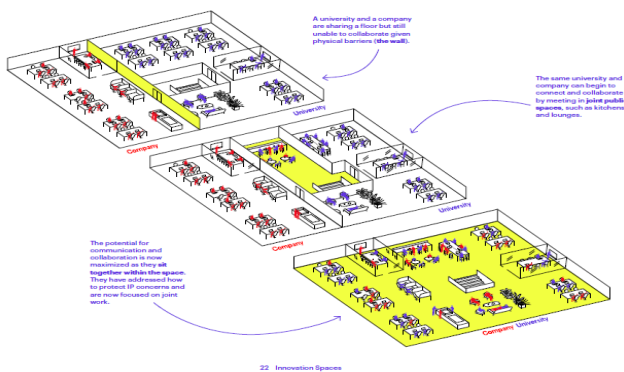 A university and a company
are sharing a floor but still
unable to collaborate given
physical barriers (the wall).
The same university and
company can begin to
connect and collaborate
by meeting in joint publi
spaces, such as kitchens
and lounges.
University
Company
University
Company
The potential for
communication and
collaboration is now
maximized as they sit
together within the space.
They have addressed how
to protect IP concerns and
are now focused on joint
work.
Company University
22 Innovation Spaces